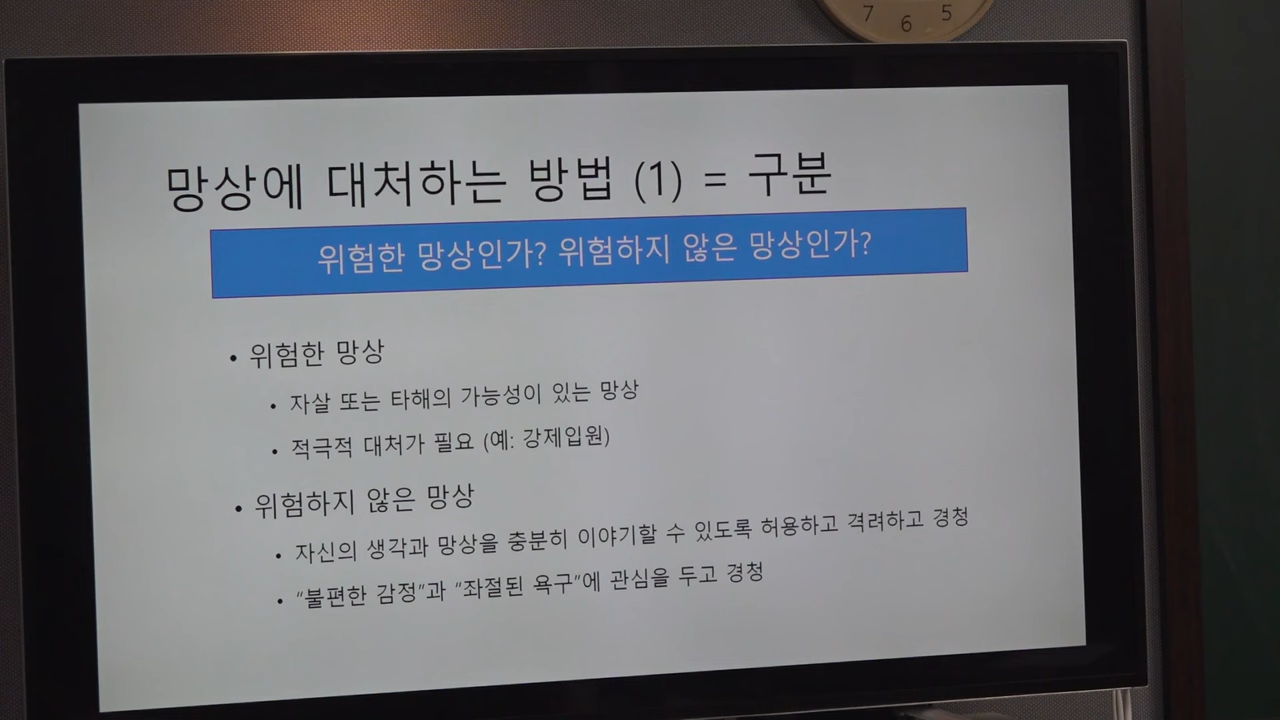 7 6 5
망상에 대처하는 방법 (1) = 구분
위험한 망상인가? 위험하지 않은 망상인가?
• 위험한 망상
• 자살 또는 타해의 가능성이 있는 망상
• 적극적 대처가 필요 (예: 강제입원)
• 위험하지 않은 망상
• 자신의 생각과 망상을 충분히 이야기할 수 있도록 허용하고 격려하고 경청
• “불편한 감정”과 “좌절된 욕구”에 관심을 두고 경청